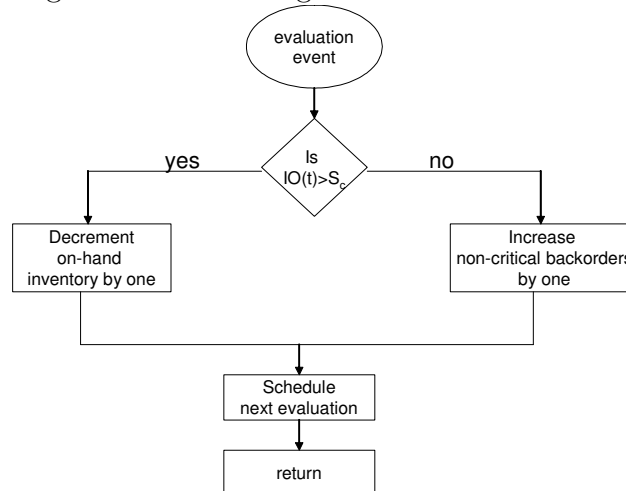 evaluation
event
Is
IO(t)>S_c
yes
no
Decrement
on-hand
inventory by one
Increase
non-critical backorders
by one
Schedule
next evaluation
return